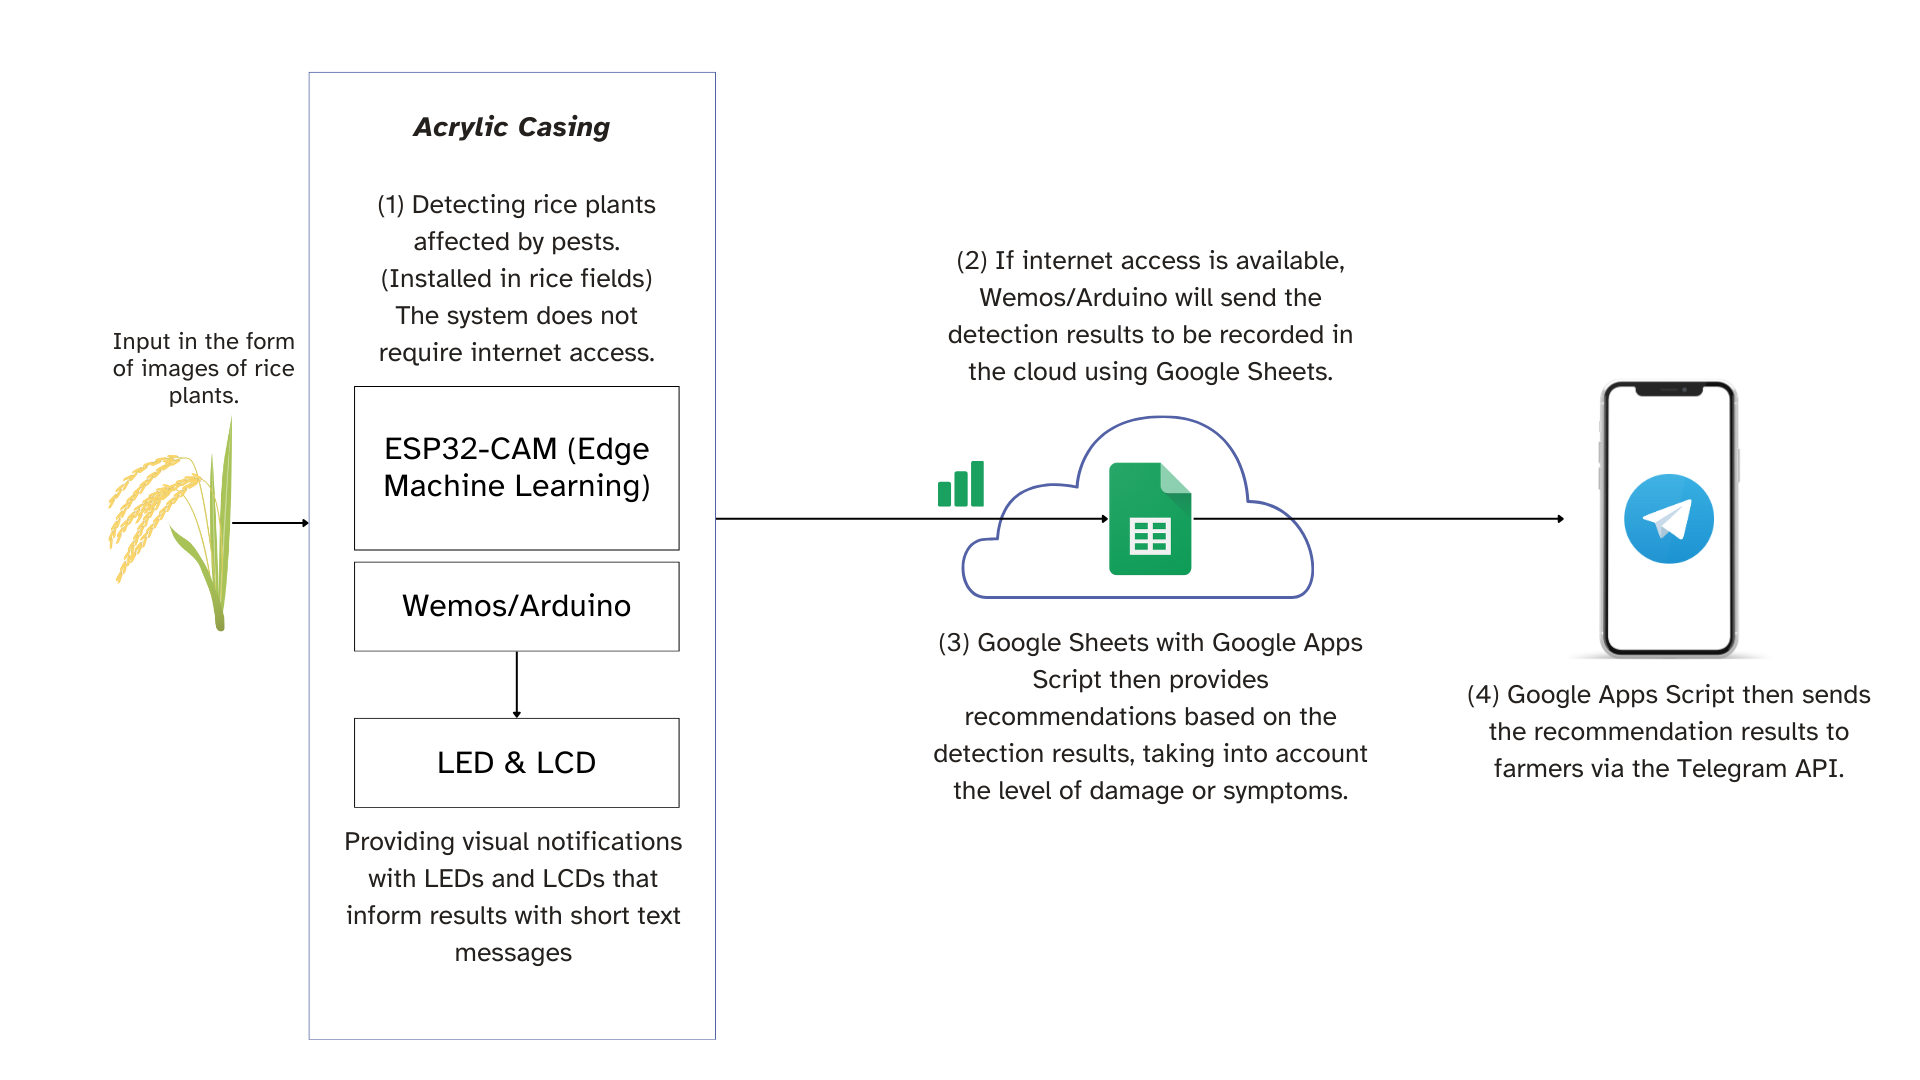 Input in the form
of images of rice
plants.
Acrylic Casing
(1) Detecting rice plants
affected by pests.
(Installed in rice fields)
The system does not
require internet access.
ESP32-CAM (Edge
Machine Learning)
Wemos/Arduino
LED & LCD
Providing visual notifications
with LEDs and LCDs that
inform results with short text
messages
(2) If internet access is available,
Wemos/Arduino will send the
detection results to be recorded in
the cloud using Google Sheets.
(3) Google Sheets with Google Apps
Script then provides
recommendations based on the
detection results, taking into account
the level of damage or symptoms.
(4) Google Apps Script then sends
the recommendation results to
farmers via the Telegram API.